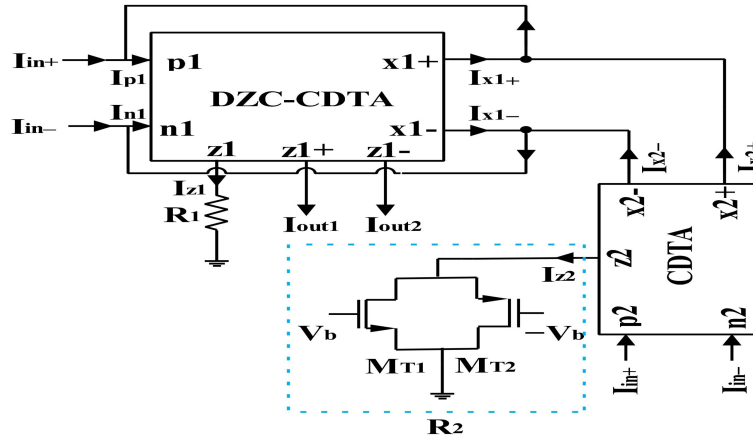 Iin+
Ip1
p1
x1+
Ix1+
DZC-CDTA
Iin−
In1
n1
x1-
Ix1−
z1
z1+
z1-
Iz1
R1
Iout1
Iout2
Ix2−
Ix2+
x2-
x2+
z2
CDTA
p2
n2
Iin+
Iin−
Iz2
Vb
−Vb
MT1
MT2
R2